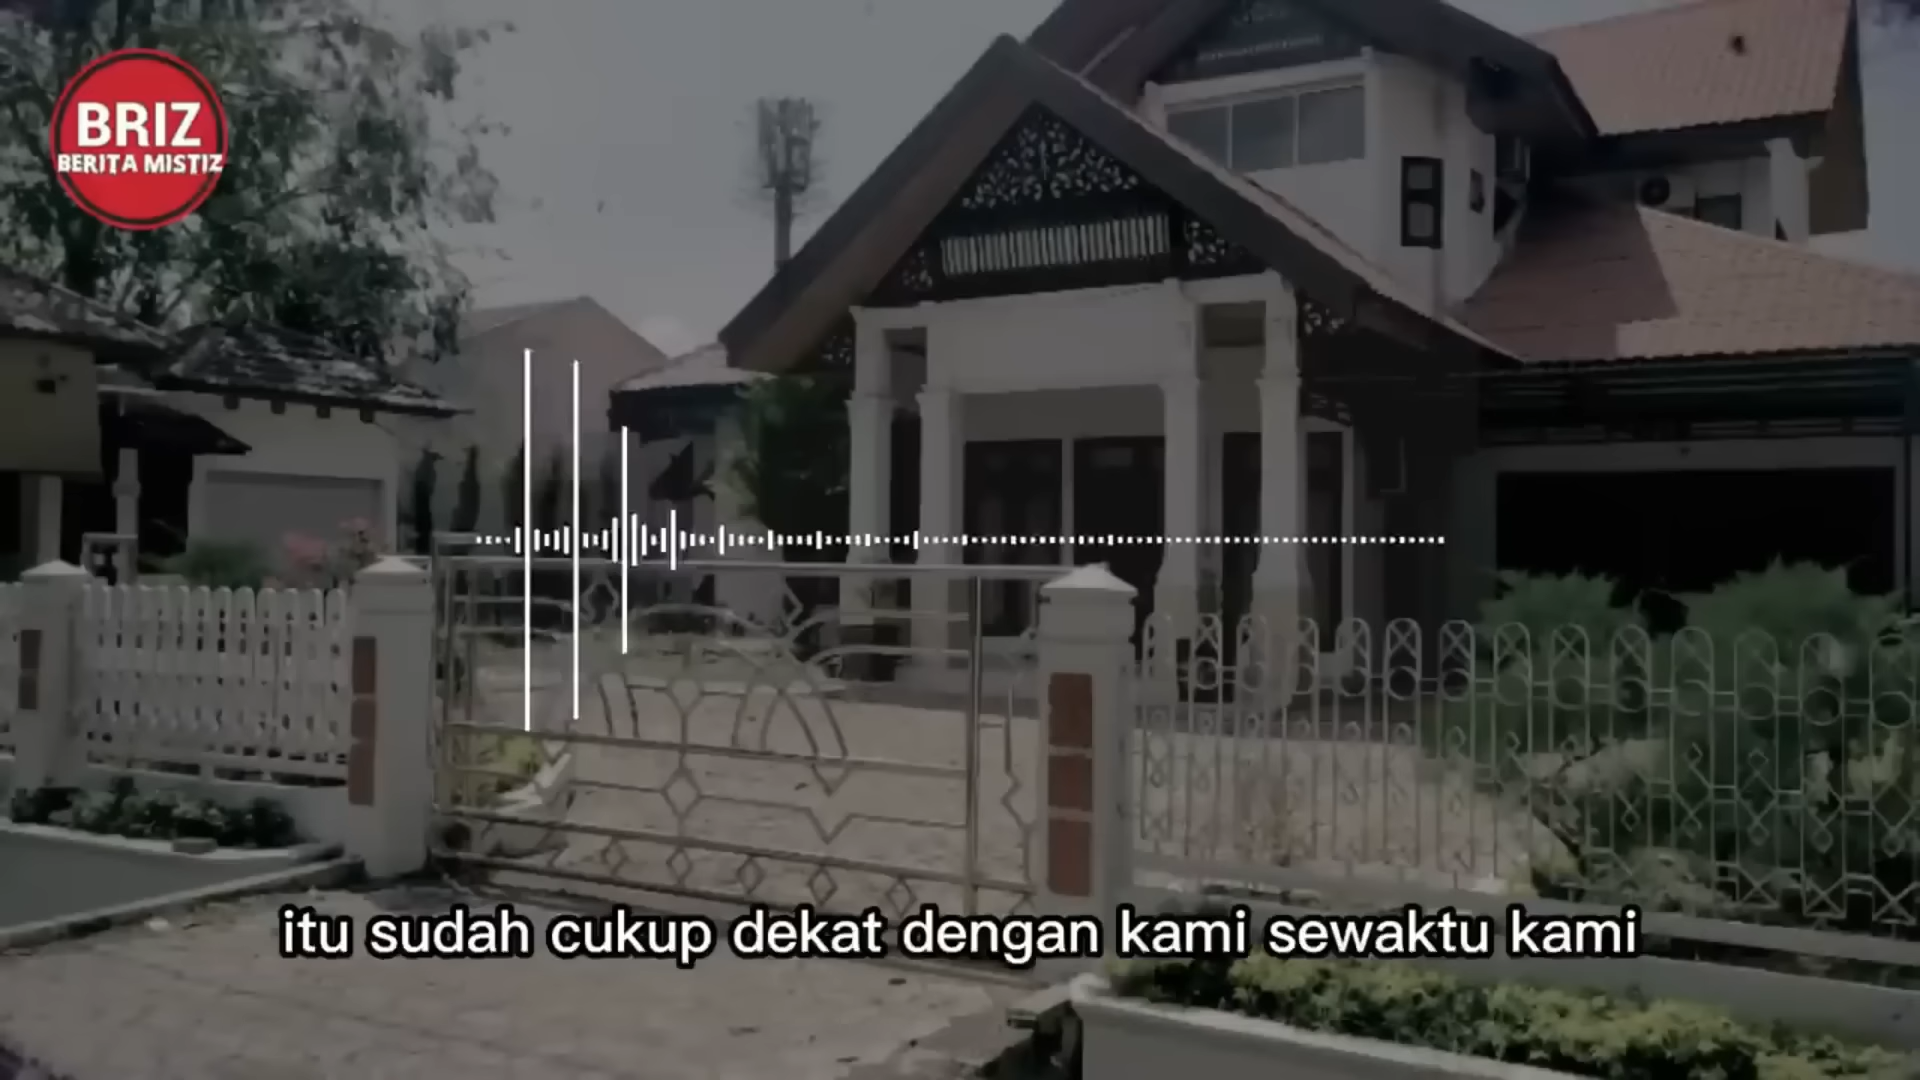 BRIZ
BERITA MISTIZ
itu sudah cukup dekat dengan kami sewaktu kami